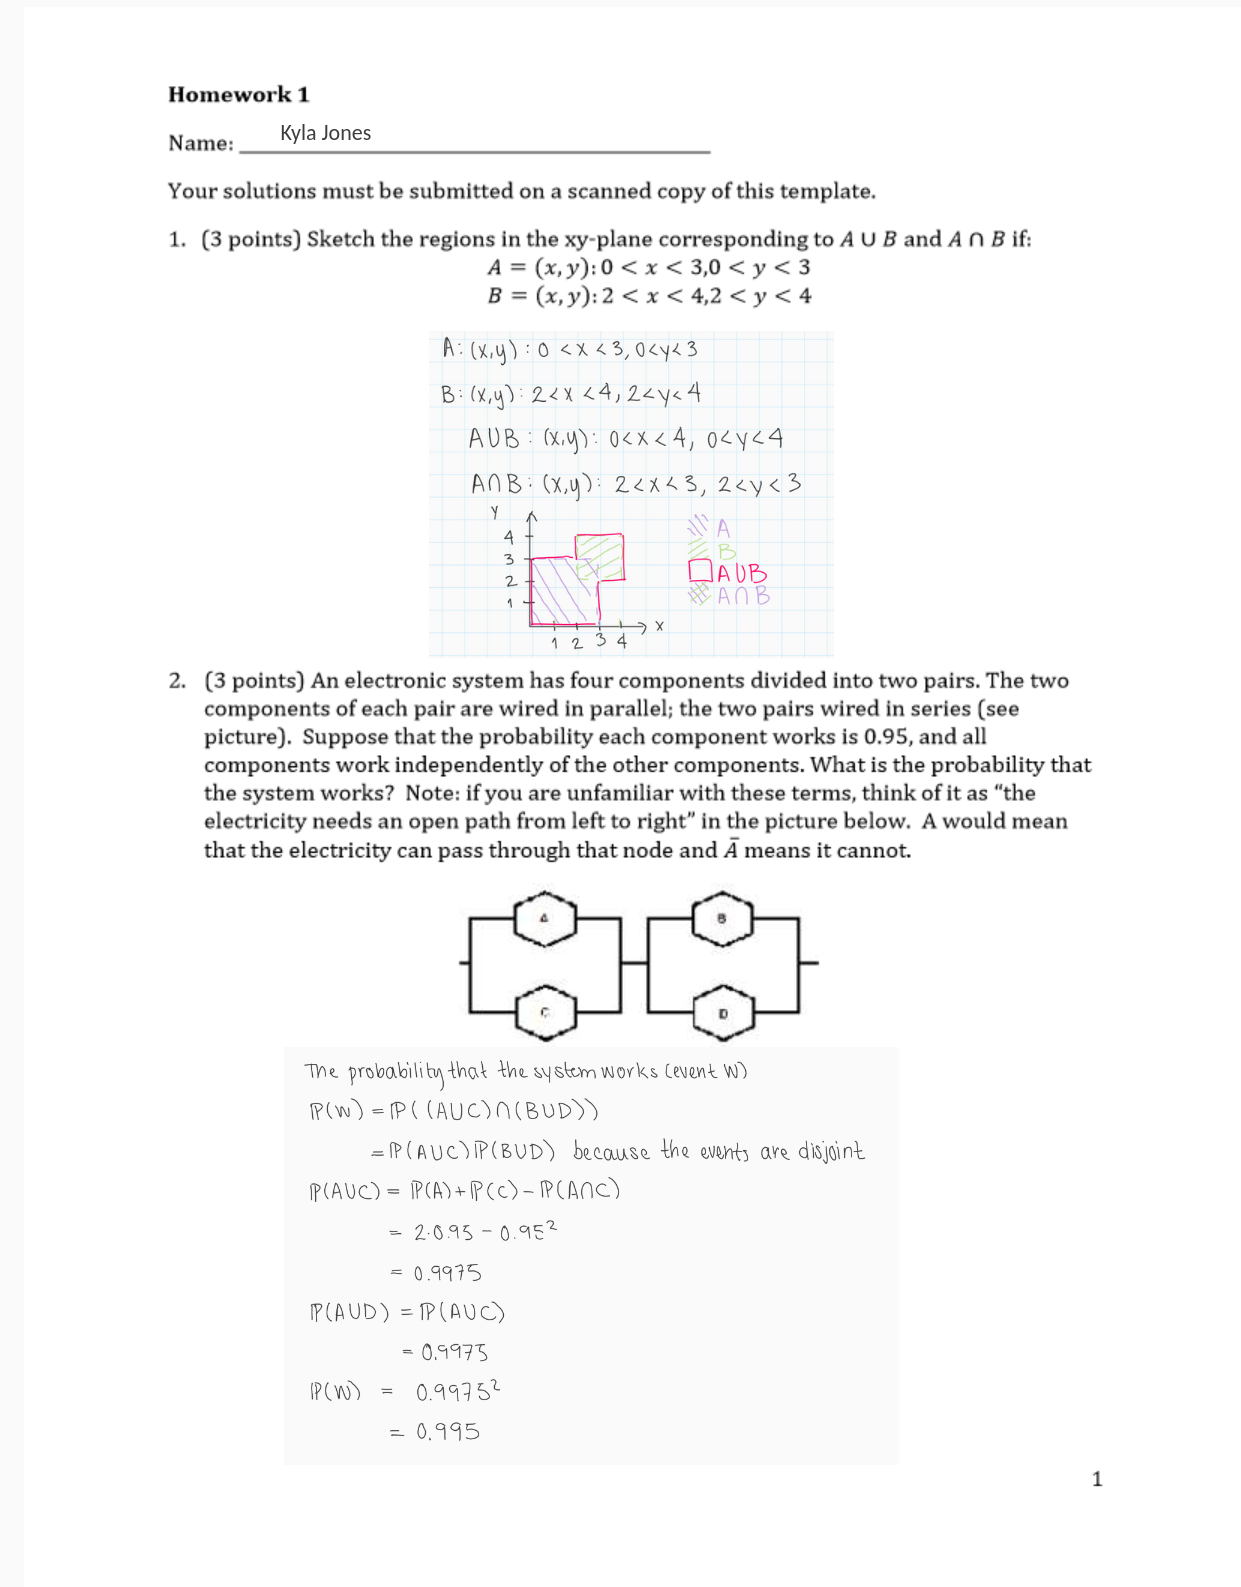 Homework 1
Name: Kyla Jones
Your solutions must be submitted on a scanned copy of this template.
1. (3 points) Sketch the regions in the xy-plane corresponding to A ∪ B and A ∩ B if:
A = (x, y): 0 < x < 3,0 < y < 3
B = (x, y): 2 < x < 4,2 < y < 4
A: (x,y) : 0 < x < 3, 0<y<3
B: (x,y): 2<x <4, 2<y<4
A∪B : (x,y): 0<x<4, 0<y<4
A∩B: (x,y): 2<x<3, 2<y<3
Y
4
3
2
1
1 2 3 4
x
A
B
A∪B
A∩B
2. (3 points) An electronic system has four components divided into two pairs. The two
components of each pair are wired in parallel; the two pairs wired in series (see
picture). Suppose that the probability each component works is 0.95, and all
components work independently of the other components. What is the probability that
the system works? Note: if you are unfamiliar with these terms, think of it as “the
electricity needs an open path from left to right” in the picture below. A would mean
that the electricity can pass through that node and Ā means it cannot.
A B
C D
The probability that the system works (event W)
ℙ(W) = ℙ((A∪C)∩(B∪D))
= ℙ(A∪C)ℙ(B∪D) because the events are disjoint
ℙ(A∪C) = ℙ(A)+ℙ(C)-ℙ(A∩C)
= 2·0.95 - 0.95²
= 0.9975
ℙ(A∪D) = ℙ(A∪C)
= 0.9975
ℙ(W) = 0.9975²
= 0.995
1